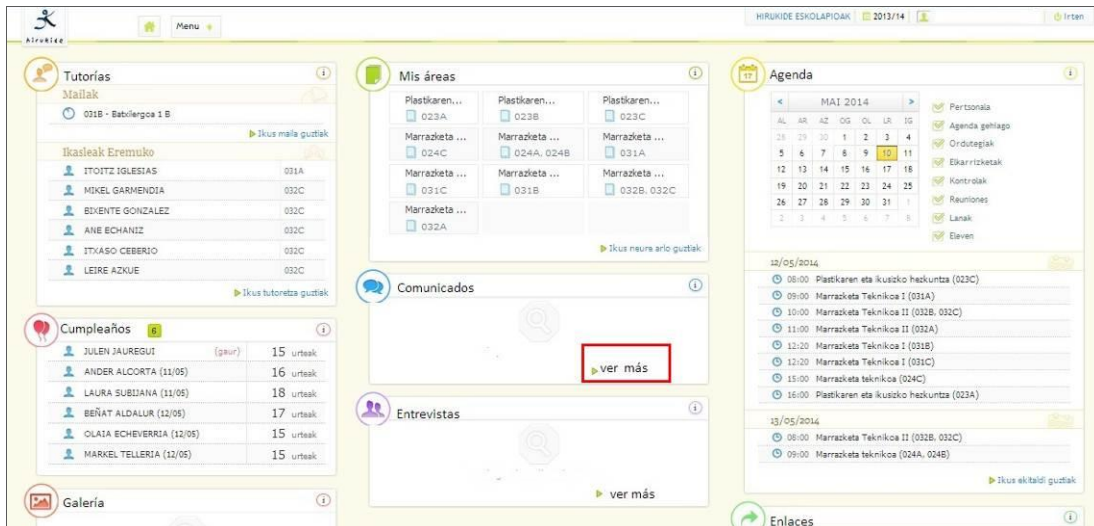 hirukide
Menu
HIRUKIDE ESKOLAPIOAK
2013/14
Irten
Tutorías
Mailak
031B - Batxilergoa 1 B
Ikus maila guztiak
Ikasleak Eremuko
ITOITZ IGLESIAS 031A
MIKEL GARMENDIA 032C
BIXENTE GONZALEZ 032C
ANE ECHANIZ 032C
ITXASO CEBERIO 032C
LEIRE AZKUE 032C
Ikus tutoretza guztiak
Cumpleaños 6
JULEN JAUREGUI (gaur) 15 urteak
ANDER ALCORTA (11/05) 16 urteak
LAURA SUBIJANA (11/05) 18 urteak
BEÑAT ALDALUR (12/05) 17 urteak
OLAIA ECHEVERRIA (12/05) 15 urteak
MARKEL TELLERIA (12/05) 15 urteak
Galería
Mis áreas
Plastikaren... Plastikaren... Plastikaren...
023A 023B 023C
Marrazketa ... Marrazketa ... Marrazketa ...
024C 024A, 024B 031A
Marrazketa ... Marrazketa ... Marrazketa ...
031C 031B 032B, 032C
Marrazketa ...
032A
Ikus neure arlo guztiak
Comunicados
ver más
Entrevistas
ver más
17 Agenda
< MAI 2014 >
AL AR AZ OG OL LR IG
28 29 30 1 2 3 4
5 6 7 8 9 10 11
12 13 14 15 16 17 18
19 20 21 22 23 24 25
26 27 28 29 30 31 1
2 3 4 5 6 7 8
Pertsonala
Agenda gehiago
Ordutegiak
Elkarrizketak
Kontrolak
Reuniones
Lanak
Eleven
12/05/2014
08:00 Plastikaren eta ikusizko hezkuntza (023C)
09:00 Marrazketa Teknikoa I (031A)
10:00 Marrazketa Teknikoa II (032B, 032C)
11:00 Marrazketa Teknikoa II (032A)
12:20 Marrazketa Teknikoa I (031B)
12:20 Marrazketa Teknikoa I (031C)
15:00 Marrazketa teknikoa (024C)
16:00 Plastikaren eta ikusizko hezkuntza (023A)
13/05/2014
08:00 Marrazketa Teknikoa II (032B, 032C)
09:00 Marrazketa teknikoa (024A, 024B)
Ikus ekitaldi guztiak
Enlaces